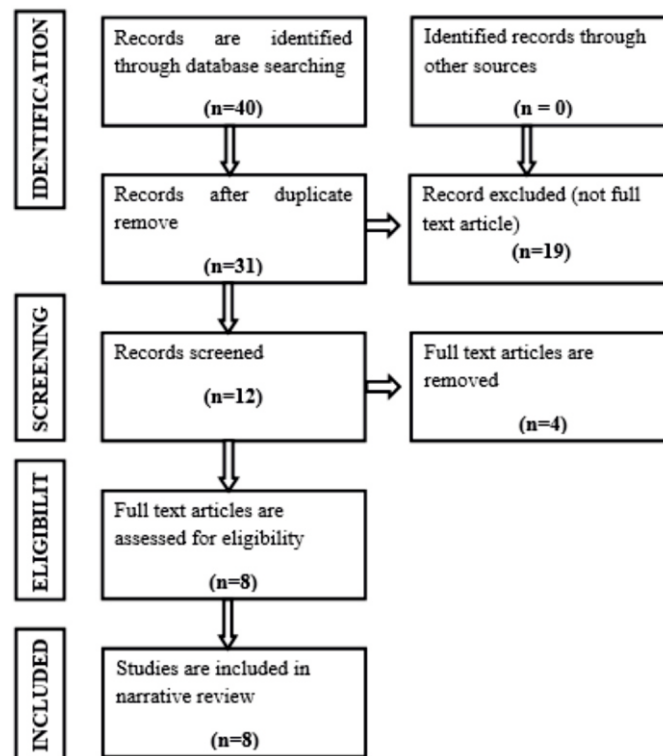 IDENTIFICATION
Records are identified
through database searching
(n=40)
Identified records through
other sources
(n = 0)
Records after duplicate
remove
(n=31)
Record excluded (not full
text article)
(n=19)
SCREENING
Records screened
(n=12)
Full text articles are
removed
(n=4)
ELIGIBILIT
Full text articles are
assessed for eligibility
(n=8)
INCLUDED
Studies are included in
narrative review
(n=8)